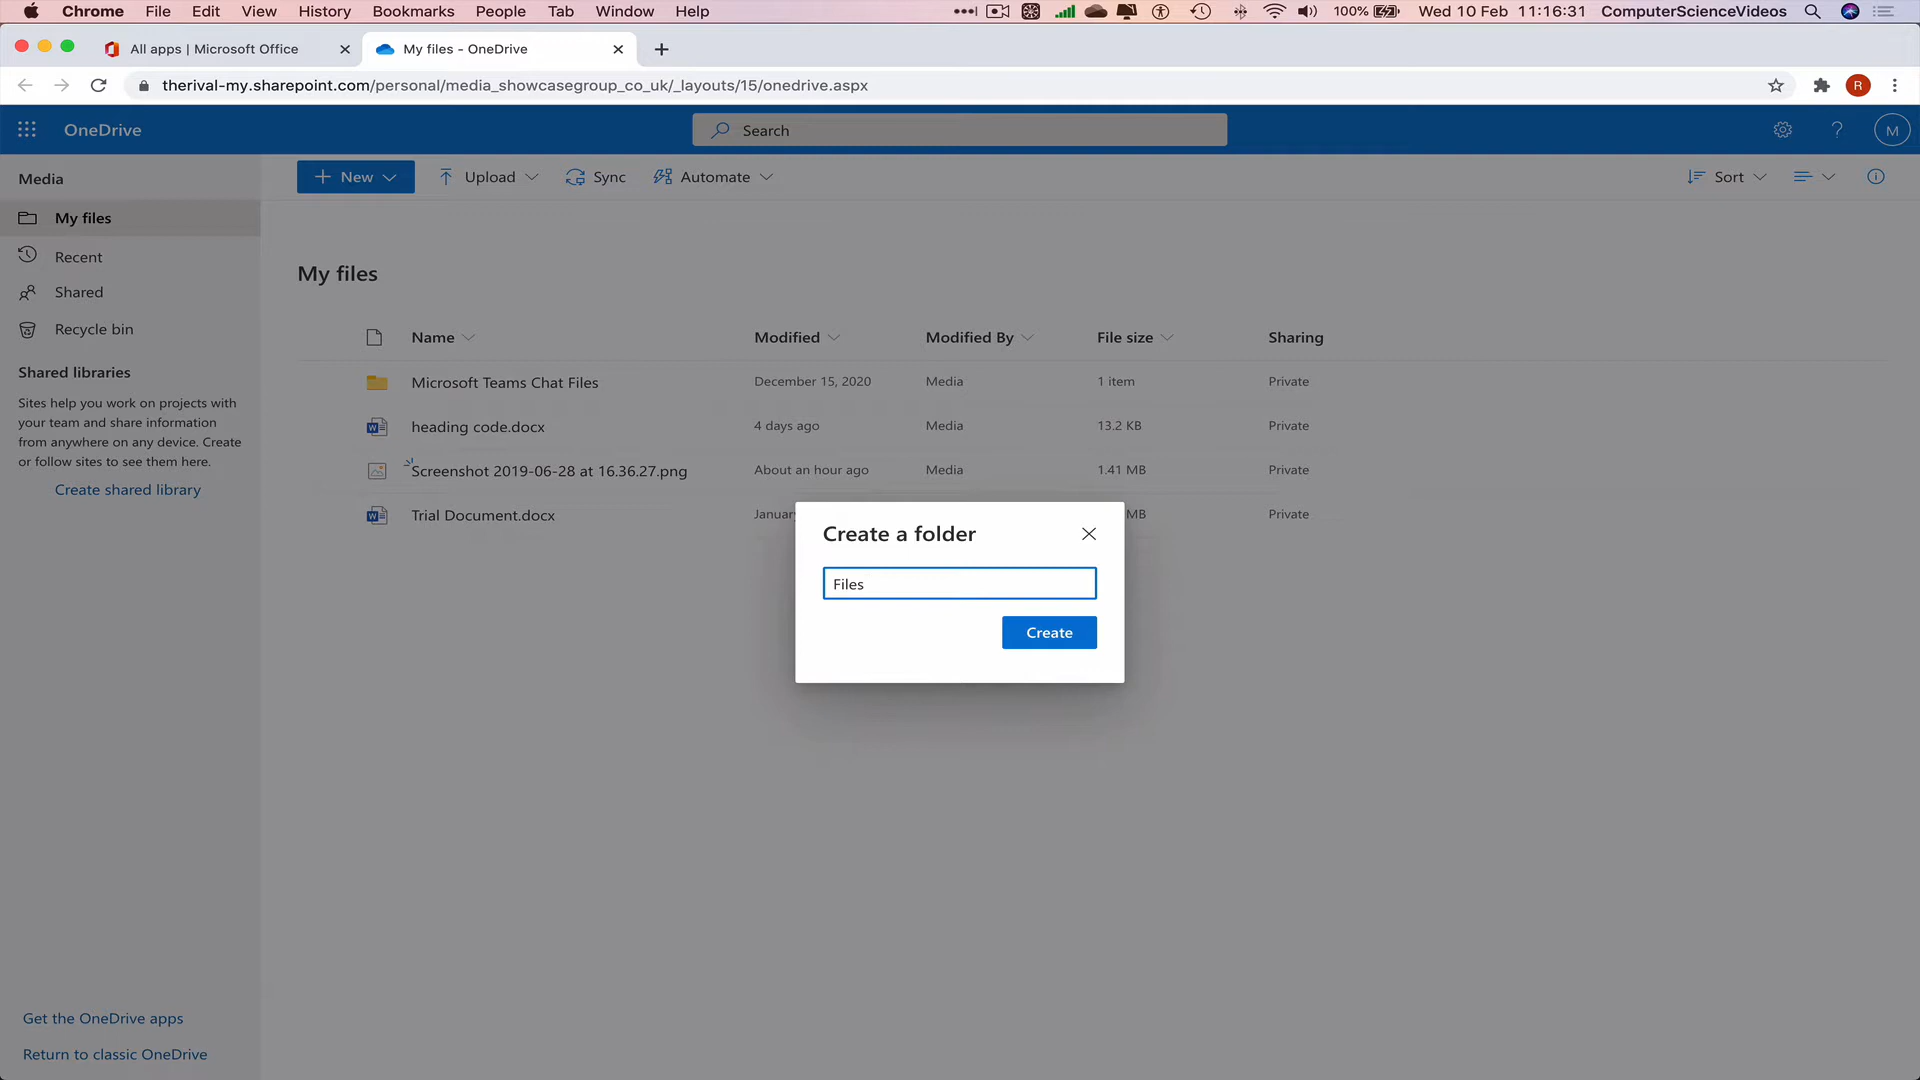 Chrome File Edit View History Bookmarks People Tab Window Help 100% Wed 10 Feb 11:16:31 ComputerScienceVideos
All apps | Microsoft Office
My files - OneDrive
therival-my.sharepoint.com/personal/media_showcasegroup_co_uk/_layouts/15/onedrive.aspx
R
OneDrive
Search
?
M
Media
New Upload Sync Automate Sort
My files
Recent
Shared
Recycle bin
Shared libraries
Sites help you work on projects with
your team and share information
from anywhere on any device. Create
or follow sites to see them here.
Create shared library
My files
Name Modified Modified By File size Sharing
Microsoft Teams Chat Files December 15, 2020 Media 1 item Private
heading code.docx 4 days ago Media 13.2 KB Private
Screenshot 2019-06-28 at 16.36.27.png About an hour ago Media 1.41 MB Private
Trial Document.docx January MB Private
Create a folder
Files
Create
Get the OneDrive apps
Return to classic OneDrive